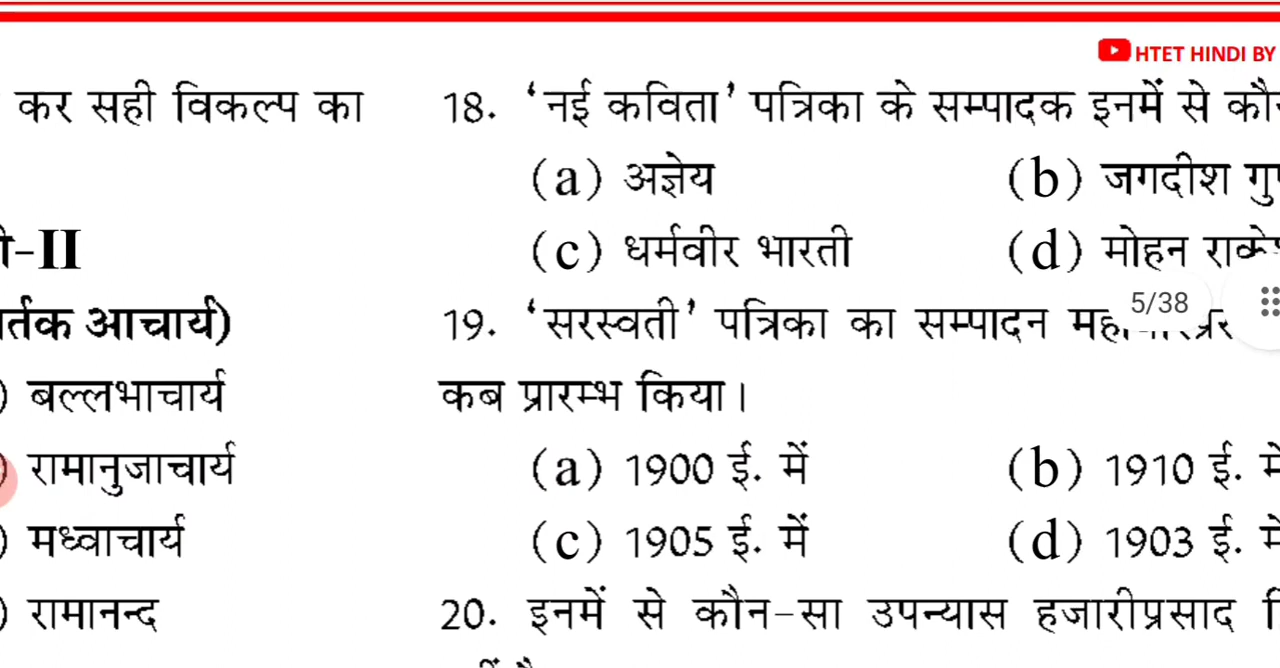 HTET HINDI BY
कर सही विकल्प का
-II
आचार्य)
बल्लभाचार्य
रामानुजाचार्य
मध्वाचार्य
रामानन्द
18. ‘नई कविता’ पत्रिका के सम्पादक इनमें से
(a) अज्ञेय (b) जगदीश
(c) धर्मवीर भारती (d) मोहन
5/38
19. ‘सरस्वती’ पत्रिका का सम्पादन
कब प्रारम्भ किया।
(a) 1900 ई. में (b) 1910 ई.
(c) 1905 ई. में (d) 1903 ई.
20. इनमें से कौन-सा उपन्यास हजारीप्रसाद